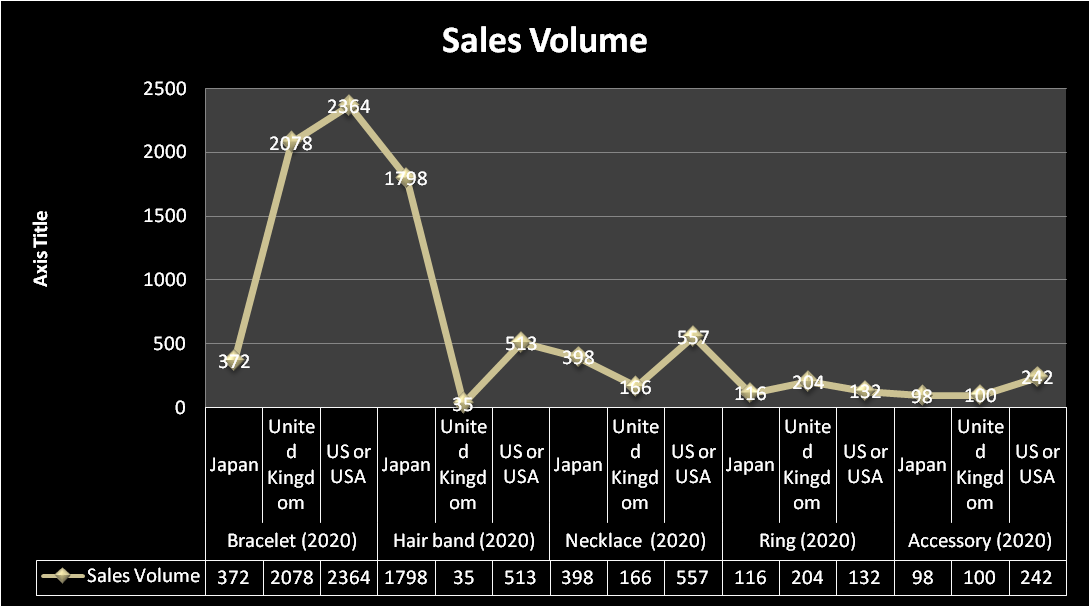 Sales Volume
Axis Title
2500
2000
1500
1000
500
0
372
2078
2364
1798
35
513
398
166
557
116
204
132
98
100
242
Japan
Unite
d
Kingd
om
US or
USA
Japan
Unite
d
Kingd
om
US or
USA
Japan
Unite
d
Kingd
om
US or
USA
Japan
Unite
d
Kingd
om
US or
USA
Japan
Unite
d
Kingd
om
US or
USA
Bracelet (2020) Hair band (2020) Necklace (2020) Ring (2020) Accessory (2020)
Sales Volume 372 2078 2364 1798 35 513 398 166 557 116 204 132 98 100 242